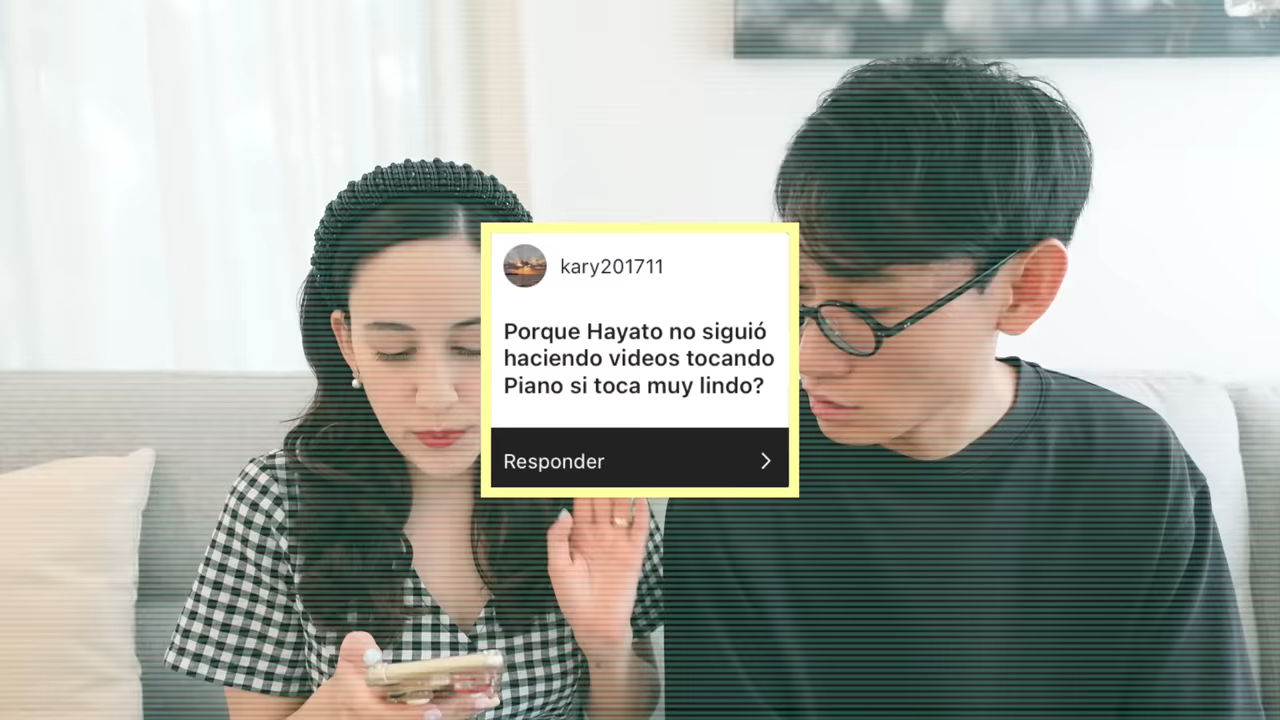 kary201711
Porque Hayato no siguió
haciendo videos tocando
Piano si toca muy lindo?
Responder